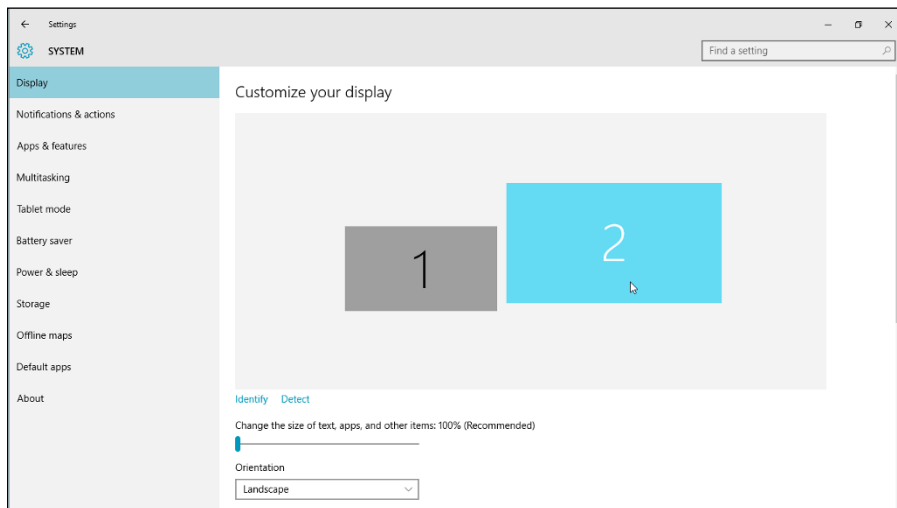 Settings
SYSTEM
Find a setting
Display
Notifications & actions
Apps & features
Multitasking
Tablet mode
Battery saver
Power & sleep
Storage
Offline maps
Default apps
About
Customize your display
1
2
Identify Detect
Change the size of text, apps, and other items: 100% (Recommended)
Orientation
Landscape